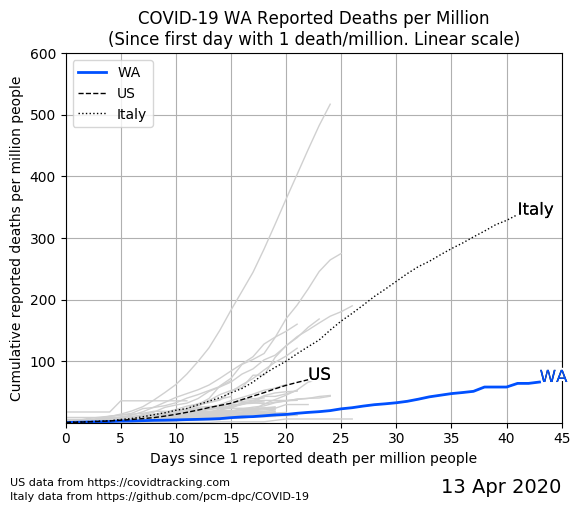 COVID-19 WA Reported Deaths per Million
(Since first day with 1 death/million. Linear scale)
Cumulative reported deaths per million people
600
500
400
300
200
100
WA
US
Italy
Italy
US
WA
0 5 10 15 20 25 30 35 40 45
Days since 1 reported death per million people
US data from https://covidtracking.com
Italy data from https://github.com/pcm-dpc/COVID-19
13 Apr 2020